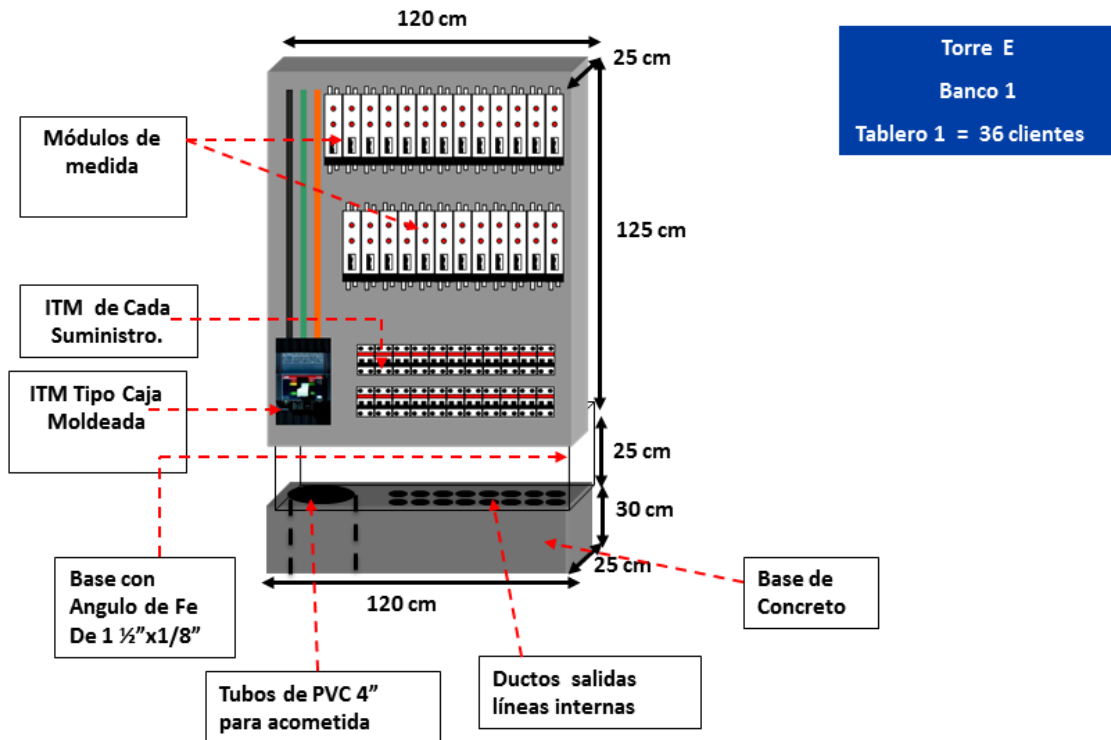 120 cm
25 cm
Torre E
Banco 1
Tablero 1 = 36 clientes
Módulos de
medida
125 cm
ITM de Cada
Suministro.
ITM Tipo Caja
Moldeada
25 cm
30 cm
25 cm
120 cm
Base con
Angulo de Fe
De 1 ½”x1/8”
Base de
Concreto
Tubos de PVC 4”
para acometida
Ductos salidas
líneas internas